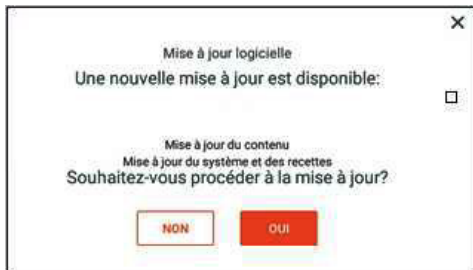 Mise à jour logicielle
Une nouvelle mise à jour est disponible:
Mise à jour du contenu
Mise à jour du système et des recettes
Souhaitez-vous procéder à la mise à jour?
NON
OUI